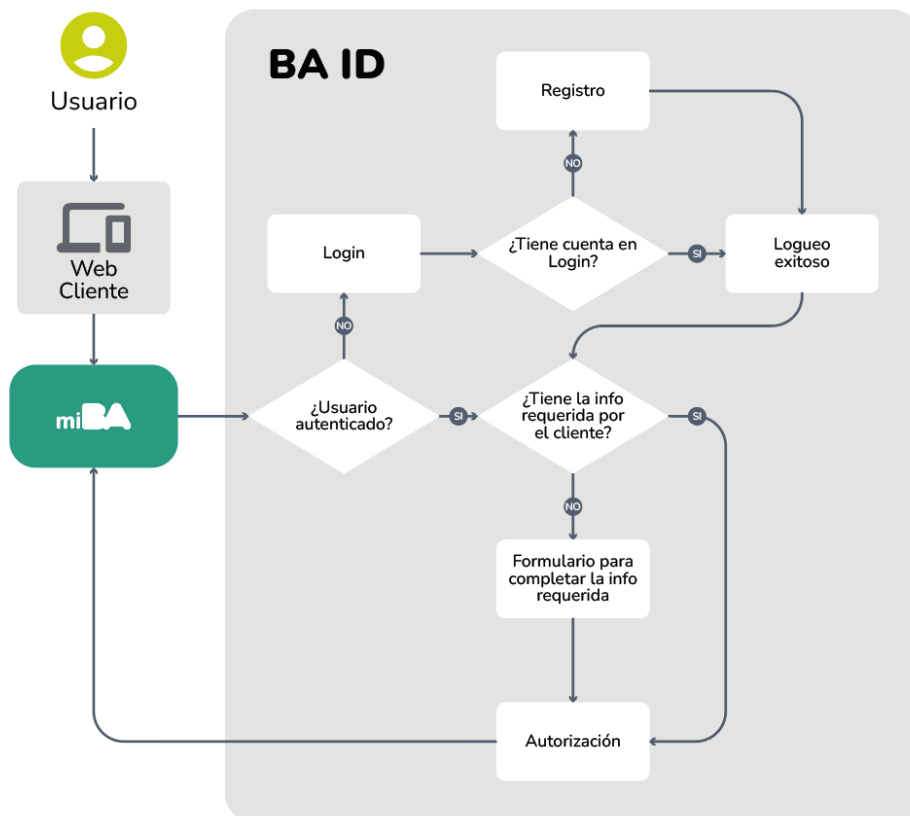 BA ID
Usuario
Registro
NO
Web
Cliente
Login
¿Tiene cuenta en
Login?
SI
Logueo
exitoso
NO
miBA
¿Usuario
autenticado?
SI
¿Tiene la info
requerida por
el cliente?
SI
NO
Formulario para
completar la info
requerida
Autorización